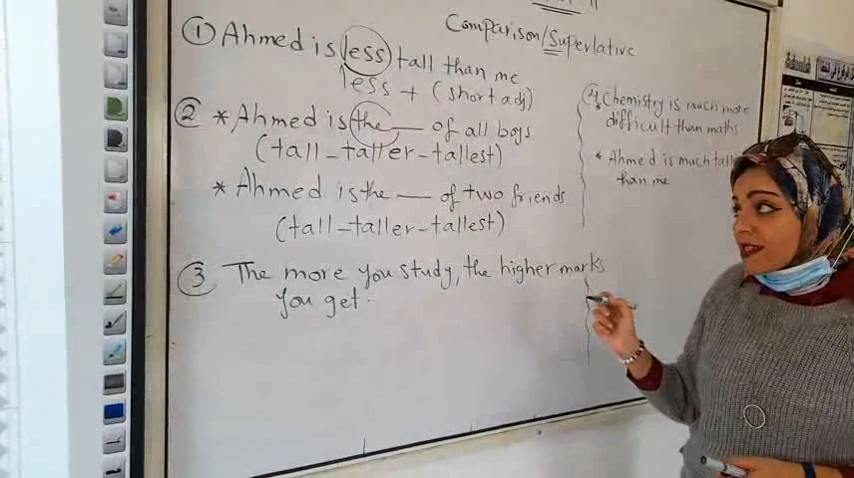 Comparison/Superlative
① Ahmed is less tall than me
less + (short adj)
② * Ahmed is the ___ of all boys
(tall - taller - tallest)
* Ahmed is the ___ of two friends
(tall - taller - tallest)
③ The more you study, the higher marks
you get.
④ Chemistry is much more
* difficult than maths
* Ahmed is much tall
than me